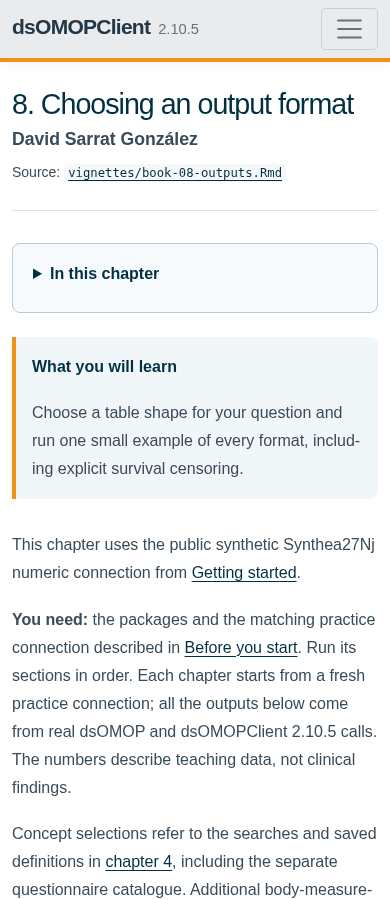 dsOMOPClient 2.10.5
8. Choosing an output format
David Sarrat González
Source: vignettes/book-08-outputs.Rmd
In this chapter
What you will learn
Choose a table shape for your question and
run one small example of every format, includ-
ing explicit survival censoring.
This chapter uses the public synthetic Synthea27Nj
numeric connection from Getting started.
You need: the packages and the matching practice
connection described in Before you start. Run its
sections in order. Each chapter starts from a fresh
practice connection; all the outputs below come
from real dsOMOP and dsOMOPClient 2.10.5 calls.
The numbers describe teaching data, not clinical
findings.
Concept selections refer to the searches and saved
definitions in chapter 4, including the separate
questionnaire catalogue. Additional body-measure-